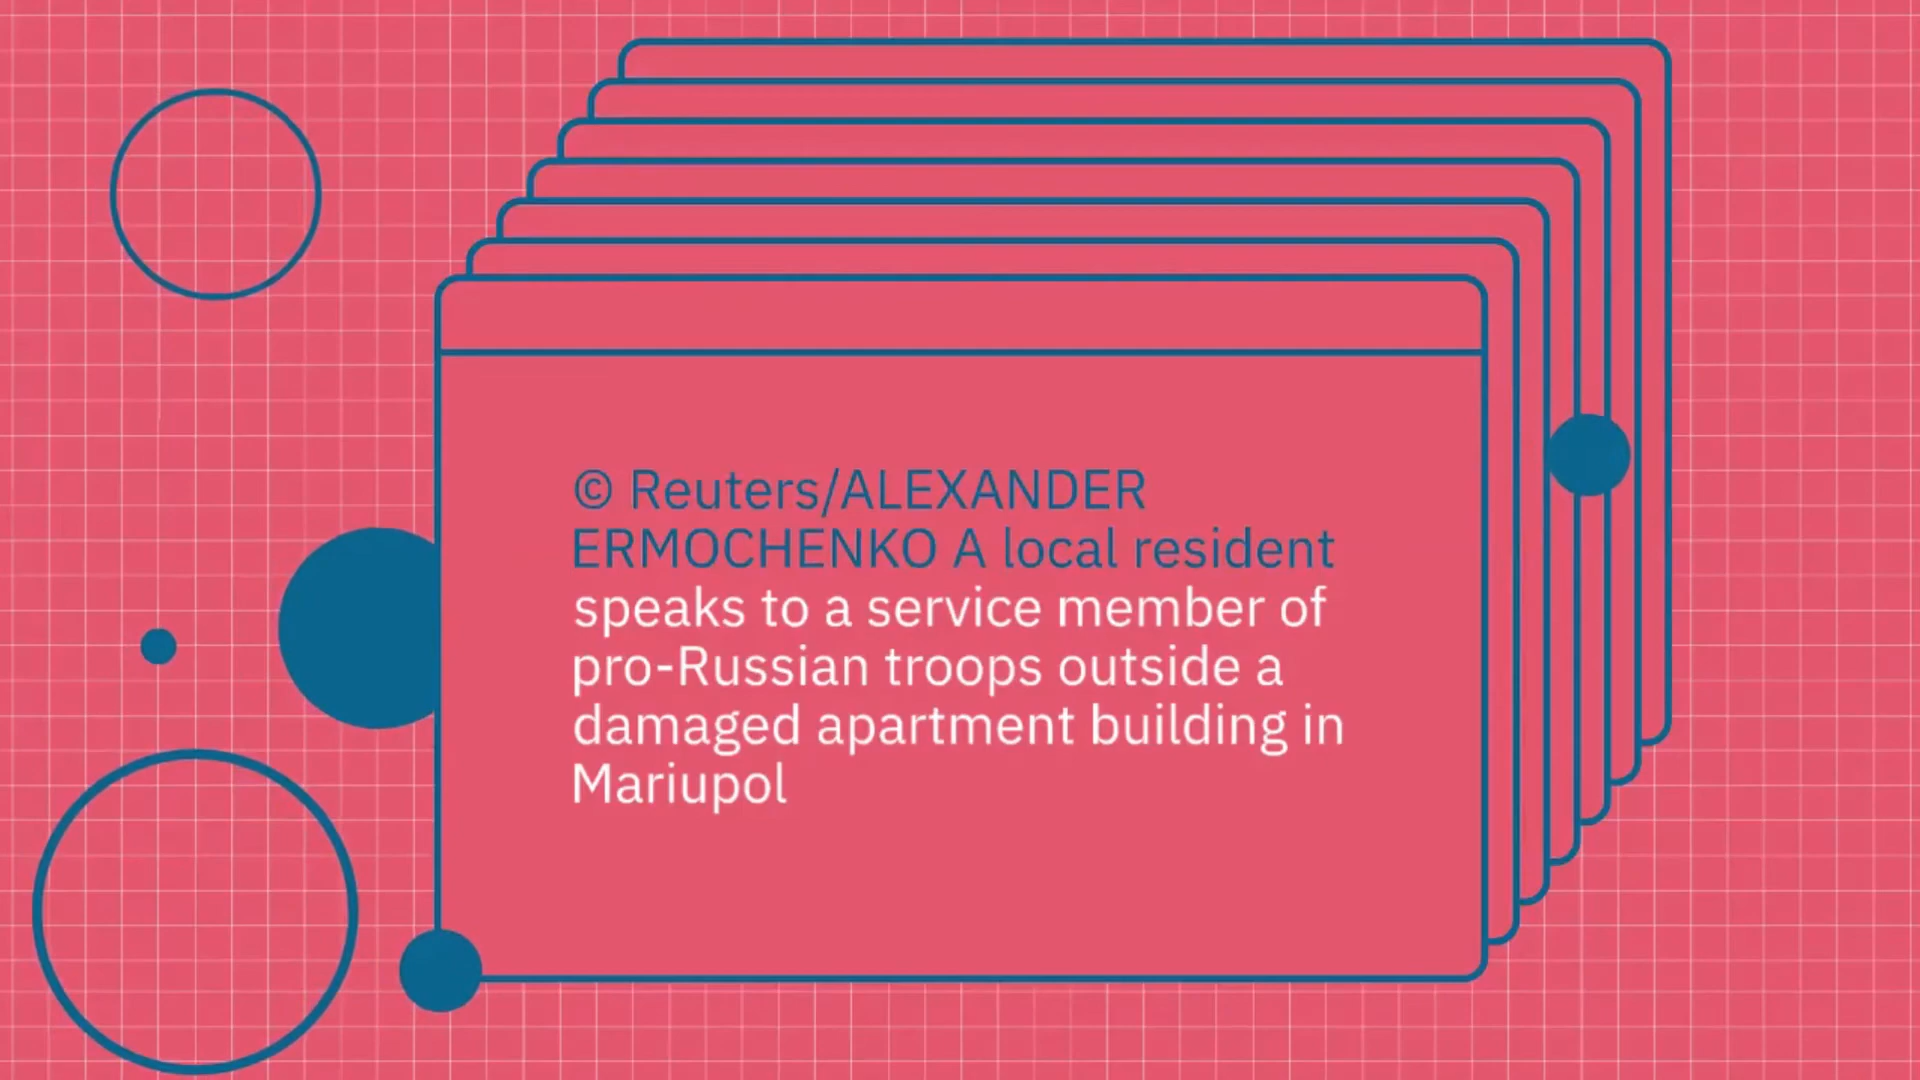 © Reuters/ALEXANDER
ERMOCHENKO A local resident
speaks to a service member of
pro-Russian troops outside a
damaged apartment building in
Mariupol